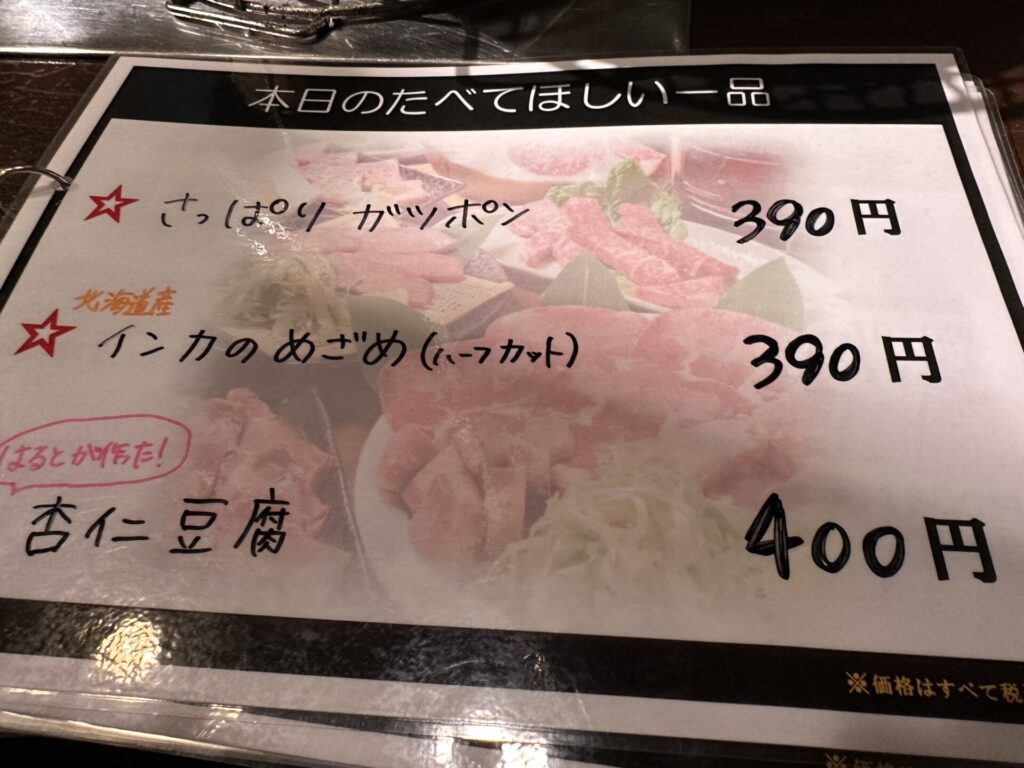 本日のたべてほしい一品
さっぱり ガツポン 390円
北海道産
インカのめざめ(ハーフカット) 390円
はるとが作った!
杏仁豆腐 400円
※価格はすべて税